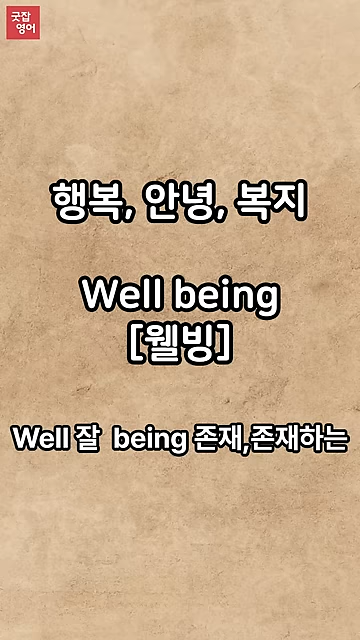 굿잡
영어
행복, 안녕, 복지
Well being
[웰빙]
Well 잘 being 존재,존재하는